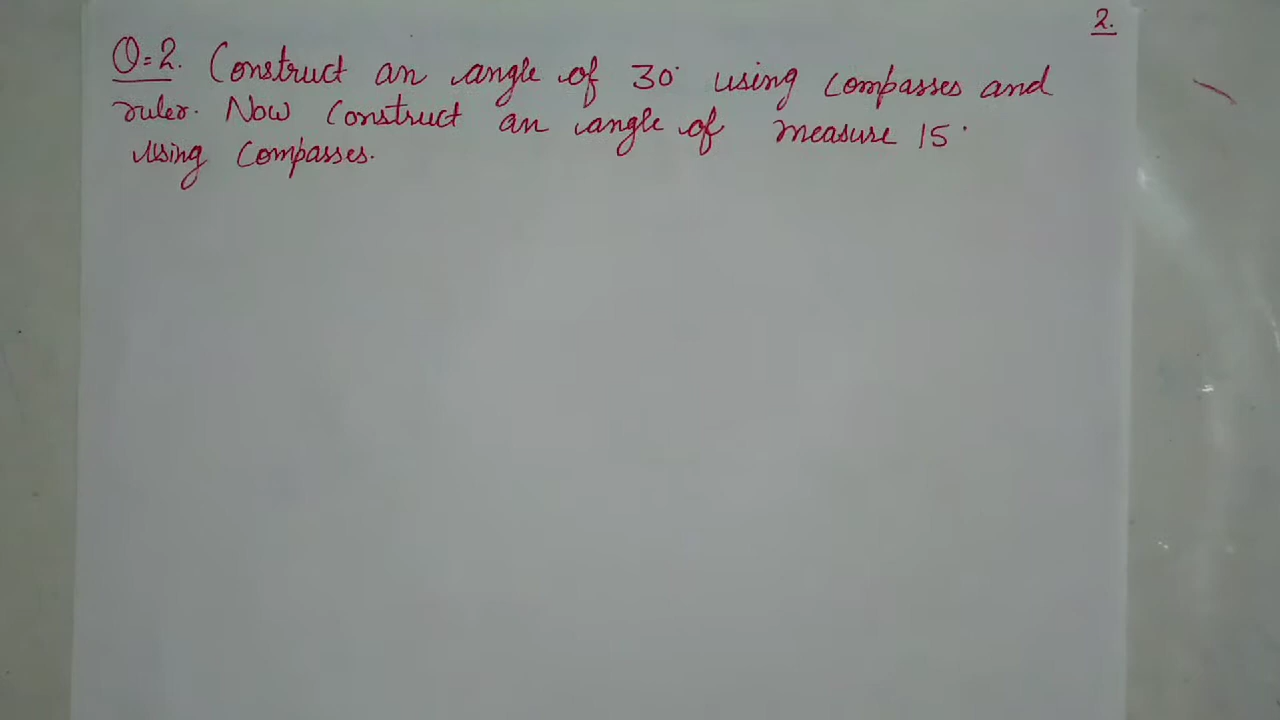 2.
Q=2. Construct an angle of 30° using compasses and
ruler. Now construct an angle of measure 15°
using compasses.